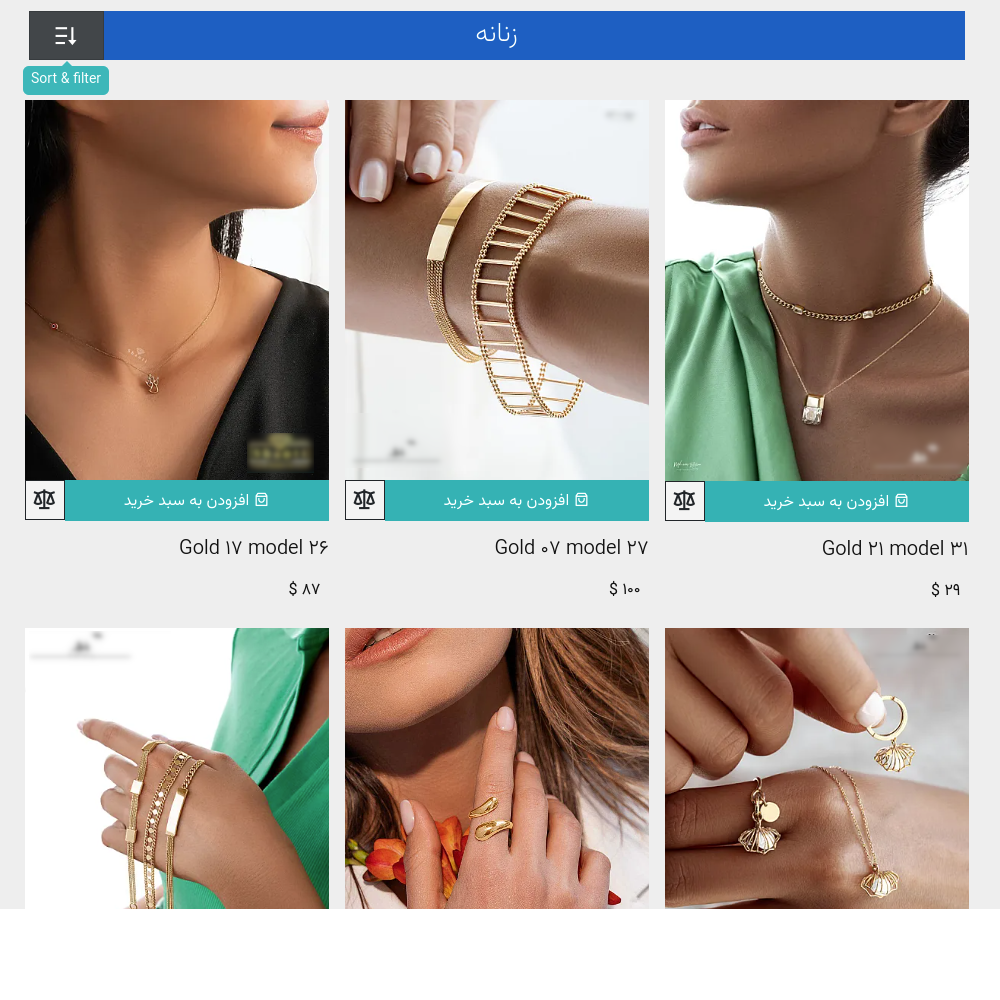 زنانه
Sort & filter
افزودن به سبد خرید
افزودن به سبد خرید
افزودن به سبد خرید
Gold ۲۱ model ۳۱
Gold ۰۷ model ۲۷
Gold ۱۷ model ۲۶
$ ۲۹
$ ۱۰۰
$ ۸۷